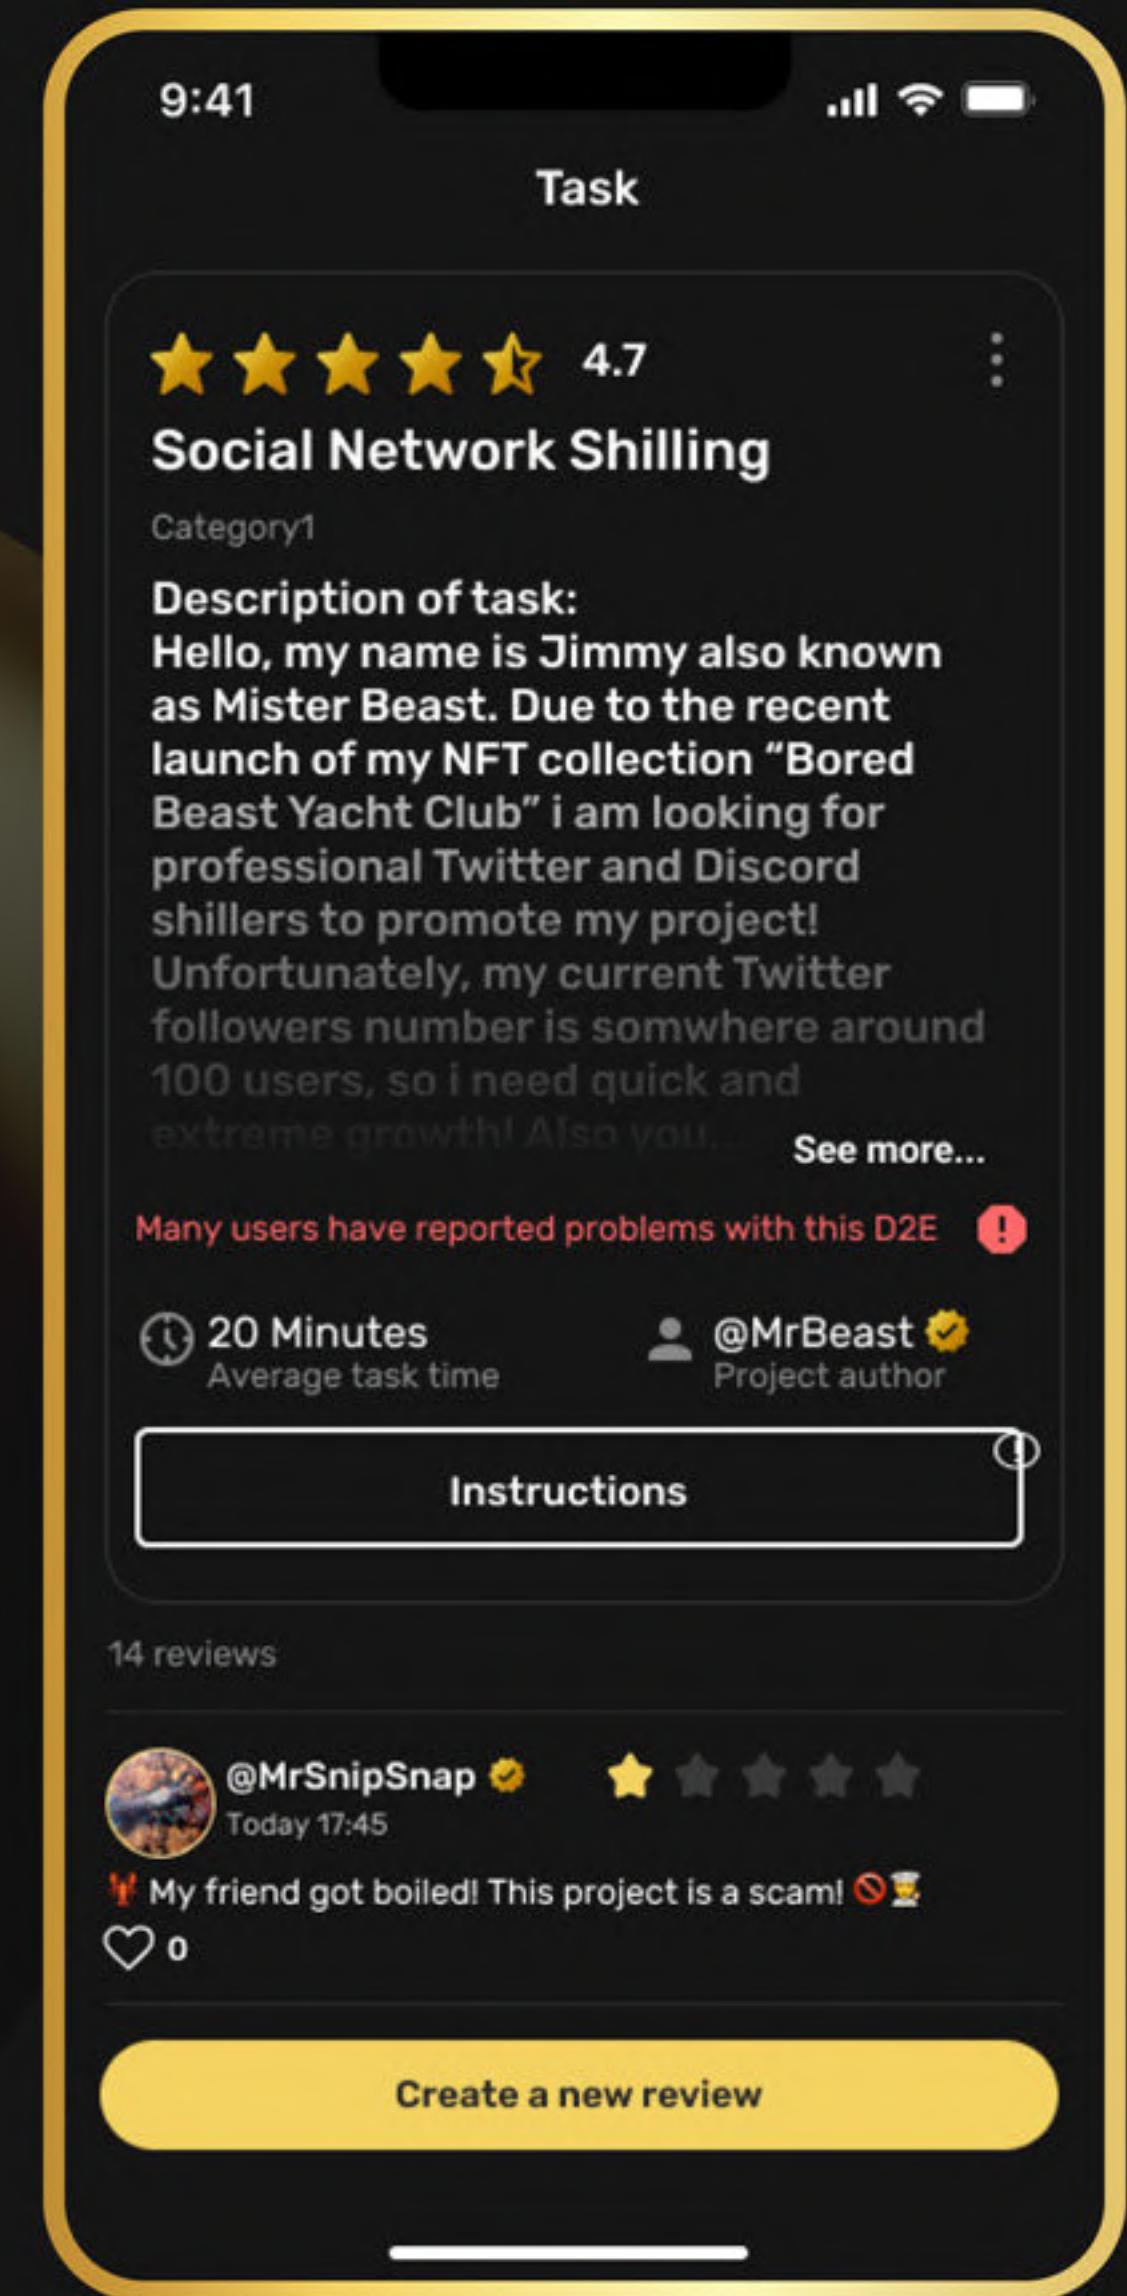 9:41
Task
4.7
Social Network Shilling
Category1
Description of task:
Hello, my name is Jimmy also known
as Mister Beast. Due to the recent
launch of my NFT collection “Bored
Beast Yacht Club” i am looking for
professional Twitter and Discord
shillers to promote my project!
Unfortunately, my current Twitter
followers number is somwhere around
100 users, so i need quick and
extreme growth! Also you...
See more...
Many users have reported problems with this D2E
20 Minutes
Average task time
@MrBeast
Project author
Instructions
14 reviews
@MrSnipSnap
Today 17:45
🦞 My friend got boiled! This project is a scam! 🚫👨‍🍳
0
Create a new review